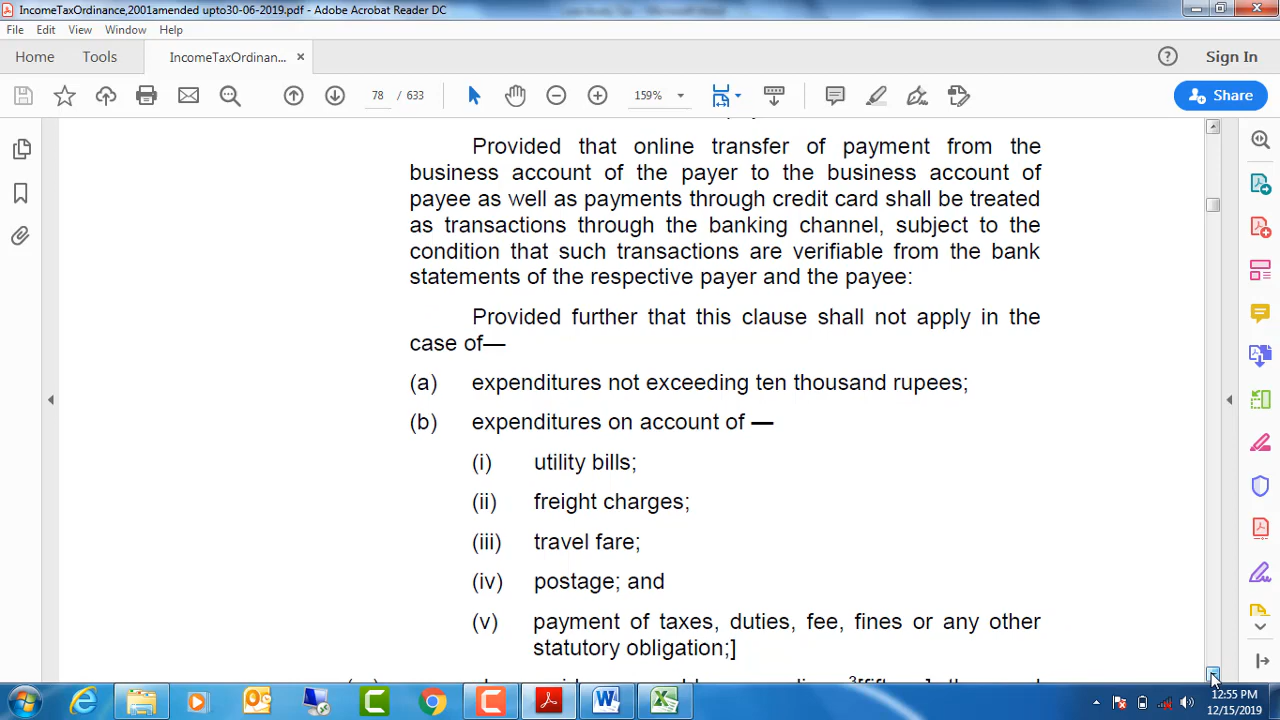 IncomeTaxOrdinance,2001amended upto30-06-2019.pdf - Adobe Acrobat Reader DC
File Edit View Window Help
Home Tools IncomeTaxOrdinan... × Sign In
78 / 633 159% Share
Provided that online transfer of payment from the
business account of the payer to the business account of
payee as well as payments through credit card shall be treated
as transactions through the banking channel, subject to the
condition that such transactions are verifiable from the bank
statements of the respective payer and the payee:
Provided further that this clause shall not apply in the
case of—
(a) expenditures not exceeding ten thousand rupees;
(b) expenditures on account of —
(i) utility bills;
(ii) freight charges;
(iii) travel fare;
(iv) postage; and
(v) payment of taxes, duties, fee, fines or any other
statutory obligation;]
12:55 PM
12/15/2019